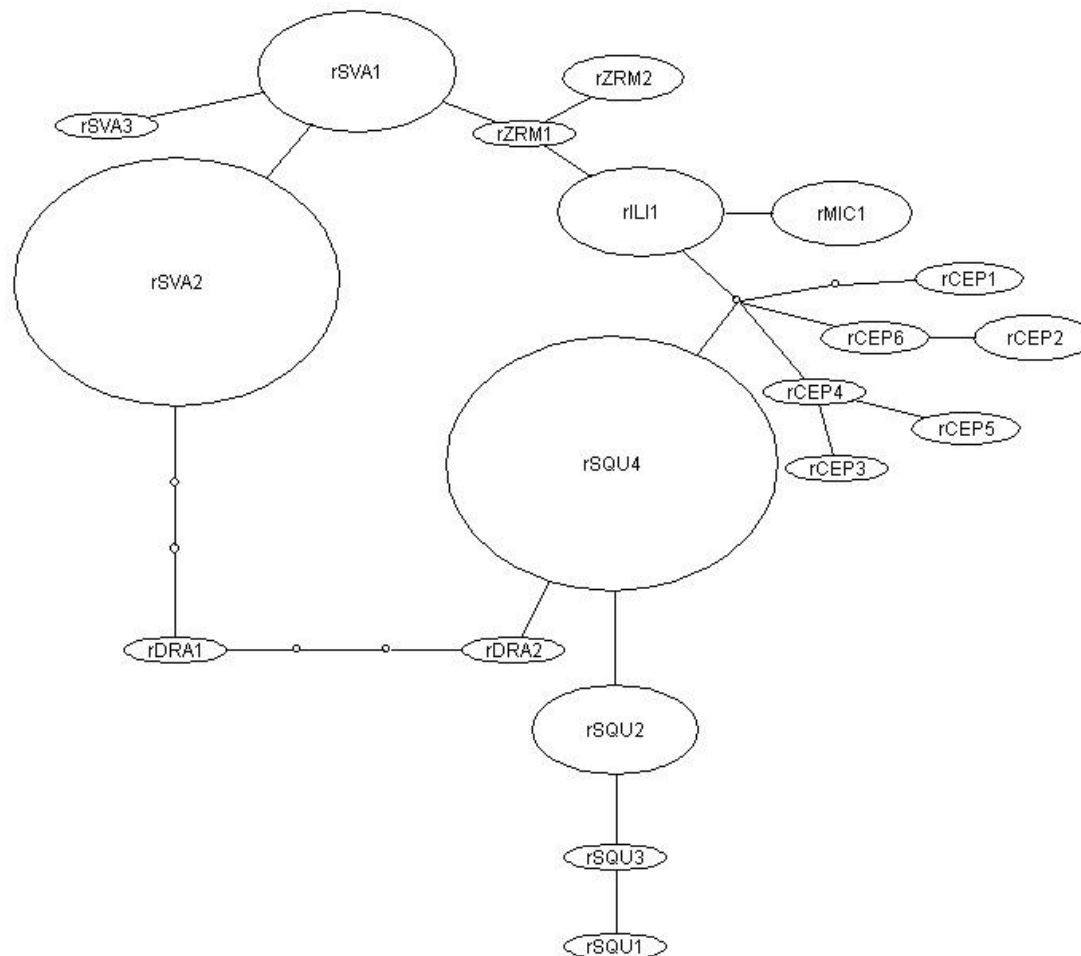 rSVA1
rZRM2
rSVA3
rZRM1
rILI1
rMIC1
rSVA2
rCEP1
rCEP6
rCEP2
rCEP4
rCEP5
rSQU4
rCEP3
rDRA1
rDRA2
rSQU2
rSQU3
rSQU1